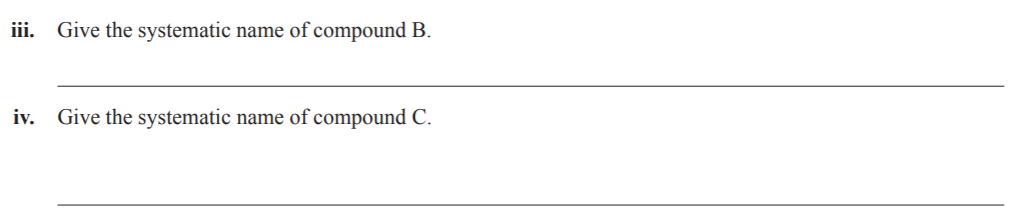 iii. Give the systematic name of compound B.
iv. Give the systematic name of compound C.